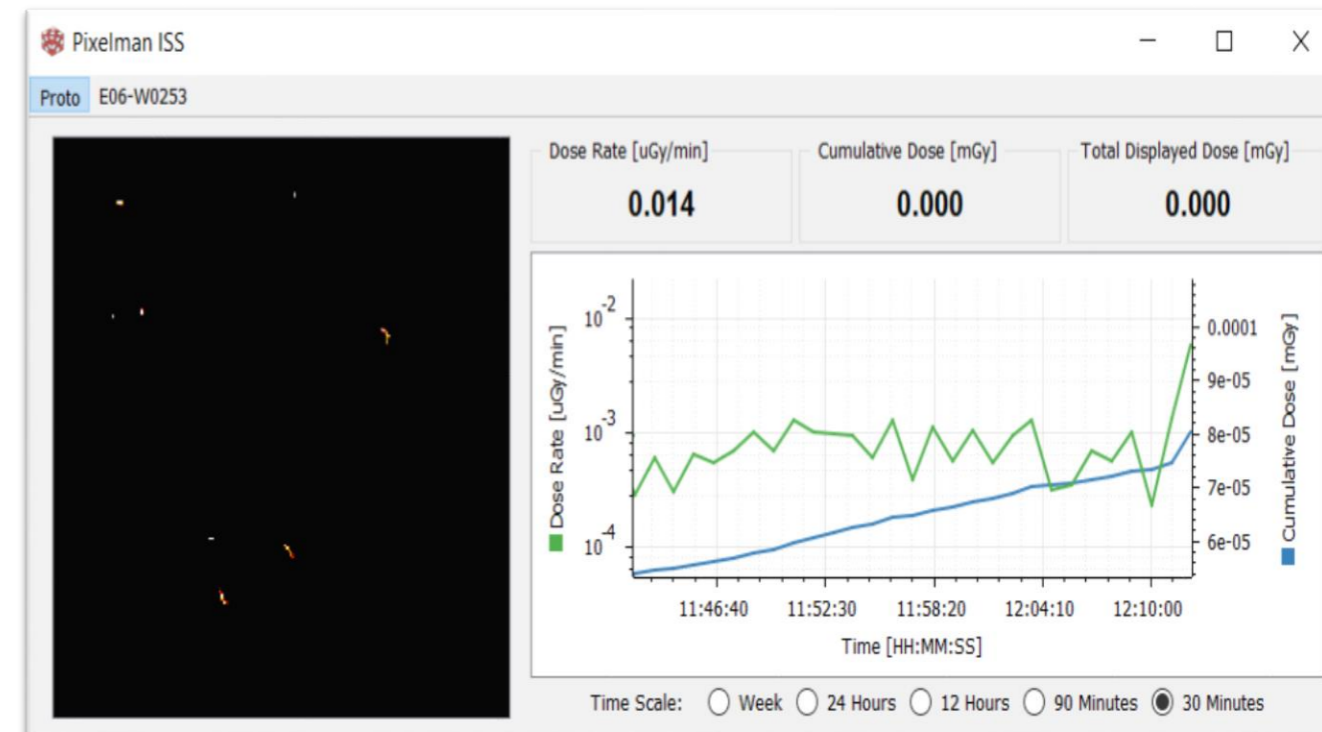 Pixelman ISS
Proto E06-W0253
Dose Rate [uGy/min] Cumulative Dose [mGy] Total Displayed Dose [mGy]
0.014 0.000 0.000
Dose Rate [uGy/min]
10-2
10-3
10-4
0.0001
9e-05
8e-05
7e-05
6e-05
Cumulative Dose [mGy]
11:46:40 11:52:30 11:58:20 12:04:10 12:10:00
Time [HH:MM:SS]
Time Scale: Week 24 Hours 12 Hours 90 Minutes 30 Minutes